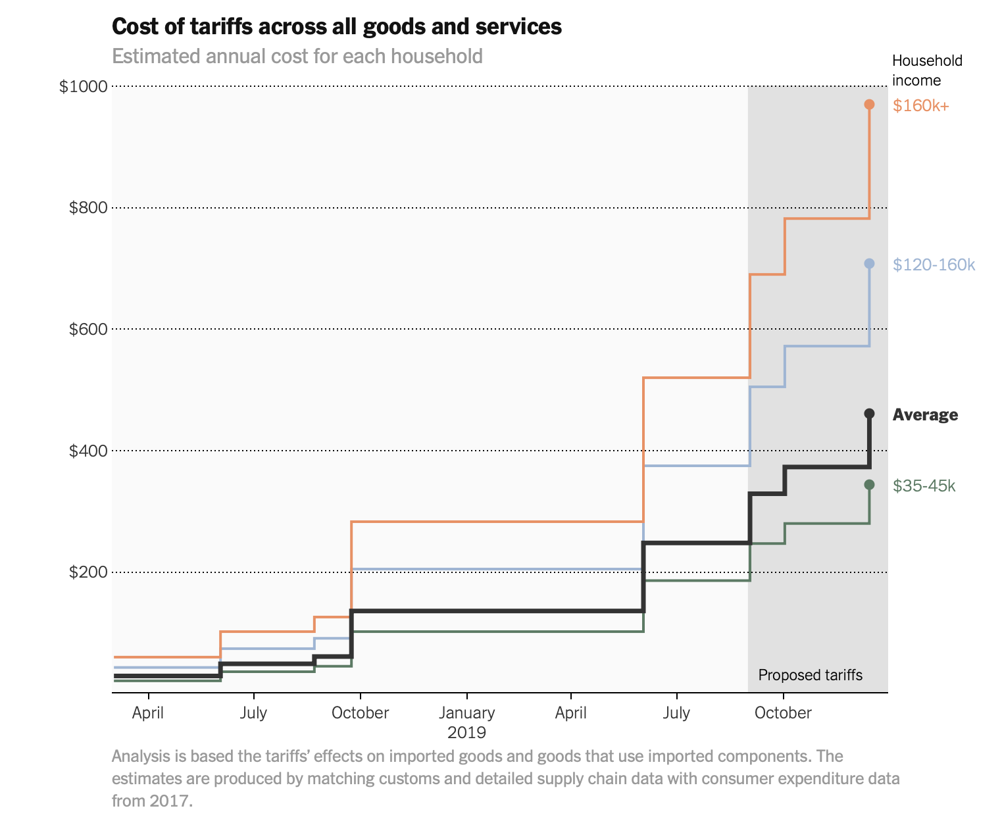 Cost of tariffs across all goods and services
Estimated annual cost for each household
Household
income
$1000
$160k+
$800
$120-160k
$600
Average
$400
$35-45k
$200
Proposed tariffs
April
July
October
January
2019
April
July
October
Analysis is based the tariffs’ effects on imported goods and goods that use imported components. The
estimates are produced by matching customs and detailed supply chain data with consumer expenditure data
from 2017.